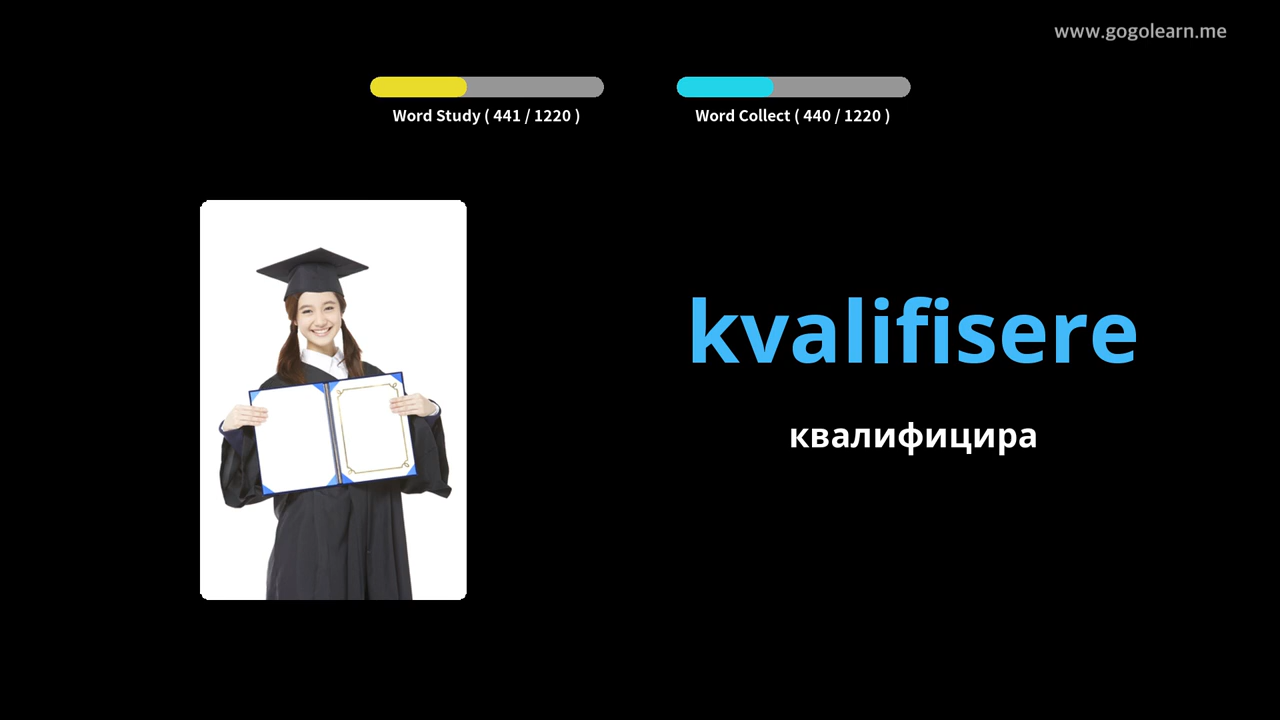 www.gogolearn.me
Word Study ( 441 / 1220 )
Word Collect ( 440 / 1220 )
kvalifisere
квалифицира